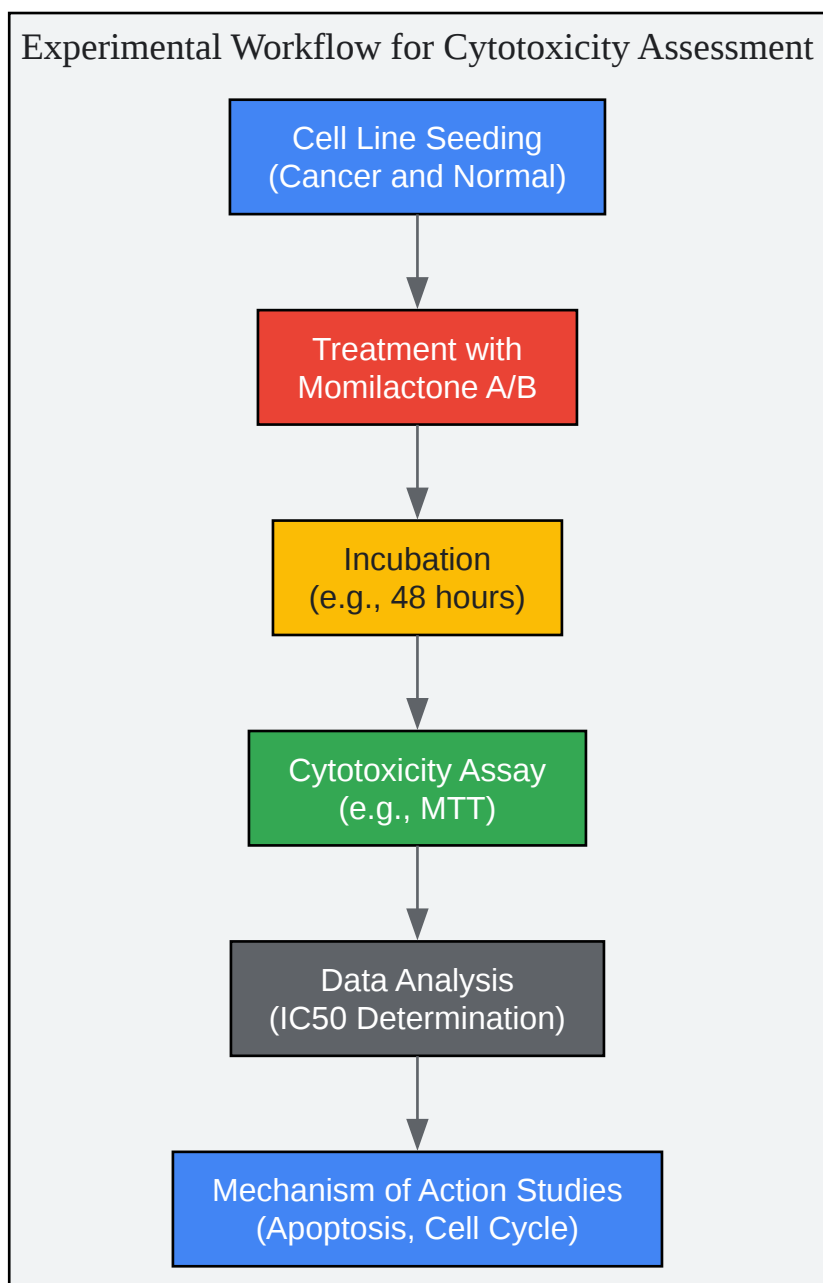 Experimental Workflow for Cytotoxicity Assessment
Cell Line Seeding
(Cancer and Normal)
Treatment with
Momilactone A/B
Incubation
(e.g., 48 hours)
Cytotoxicity Assay
(e.g., MTT)
Data Analysis
(IC50 Determination)
Mechanism of Action Studies
(Apoptosis, Cell Cycle)